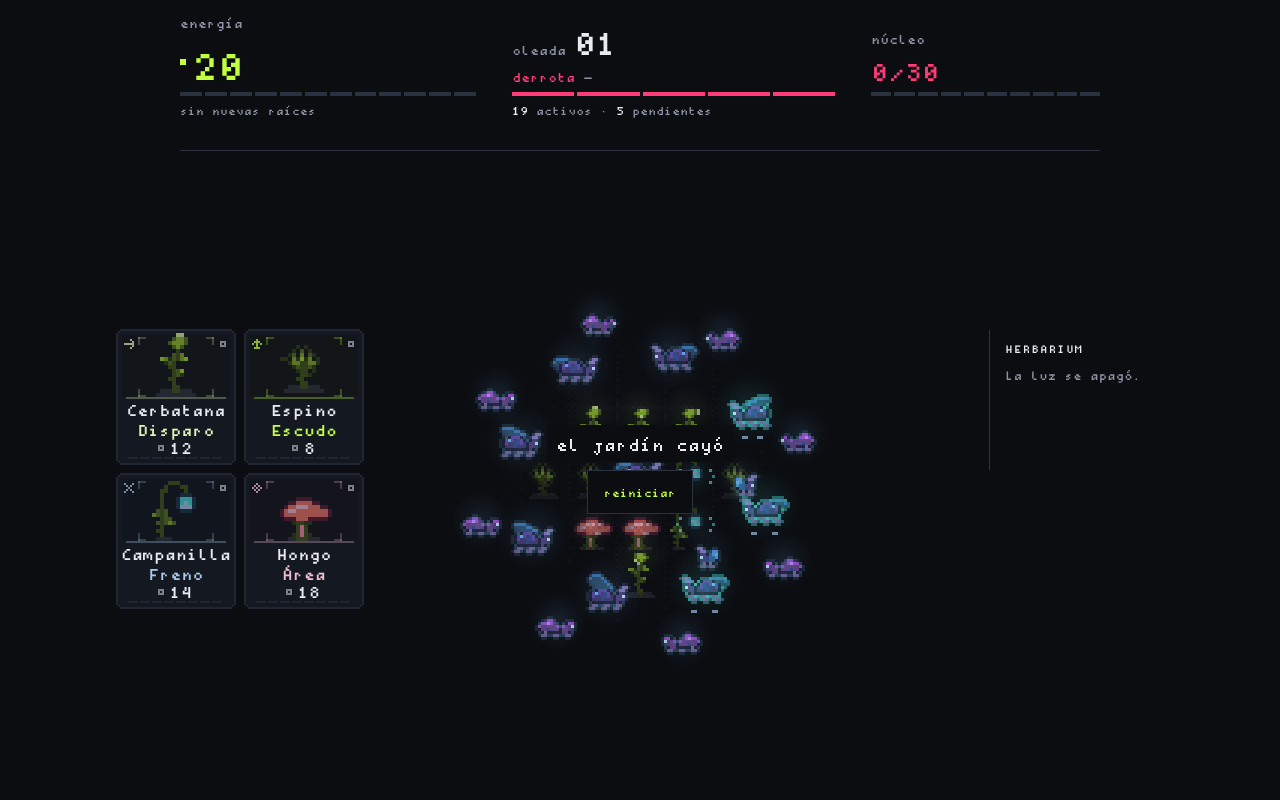 energía
20
sin nuevas raíces
oleada 01
derrota —
19 activos · 5 pendientes
núcleo
0/30
Cerbatana
Disparo
12
Espino
Escudo
8
Campanilla
Freno
14
Hongo
Área
18
el jardín cayó
reiniciar
HERBARIUM
La luz se apagó.